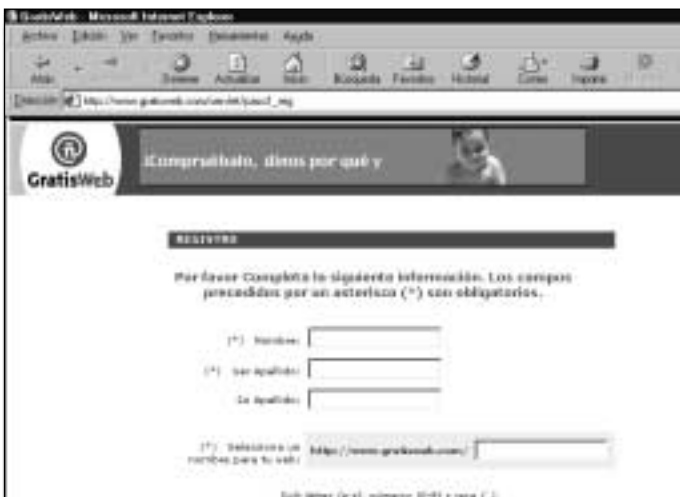 GratisWeb - Microsoft Internet Explorer
Archivo Edición Ver Favoritos Herramientas Ayuda
Atrás Detener Actualizar Inicio Búsqueda Favoritos Historial Correo Imprimir
Dirección
GratisWeb
¡Compruébalo, dinos por qué y
REGISTRO
Por favor Completa la siguiente información. Los campos
precedidos por un asterisco (*) son obligatorios.
(*) Nombre:
(*) 1er Apellido:
2o Apellido:
(*) Selecciona un
nombre para tu web:
http://www.gratisweb.com/